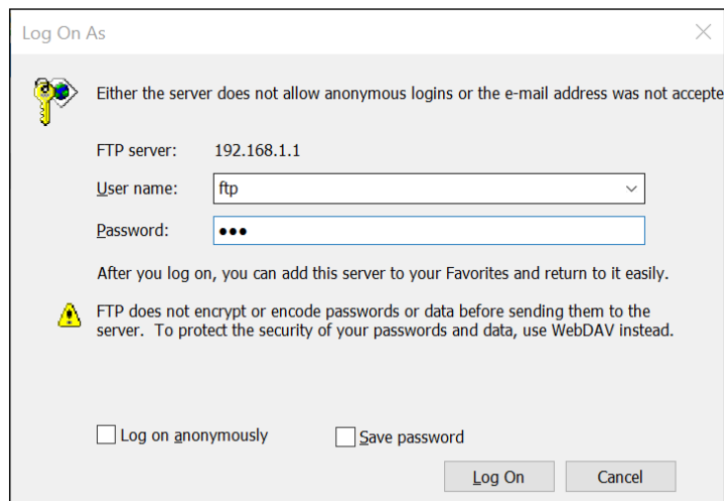 Log On As
Either the server does not allow anonymous logins or the e-mail address was not accepte
FTP server: 192.168.1.1
User name: ftp
Password: •••
After you log on, you can add this server to your Favorites and return to it easily.
FTP does not encrypt or encode passwords or data before sending them to the
server. To protect the security of your passwords and data, use WebDAV instead.
Log on anonymously Save password
Log On Cancel